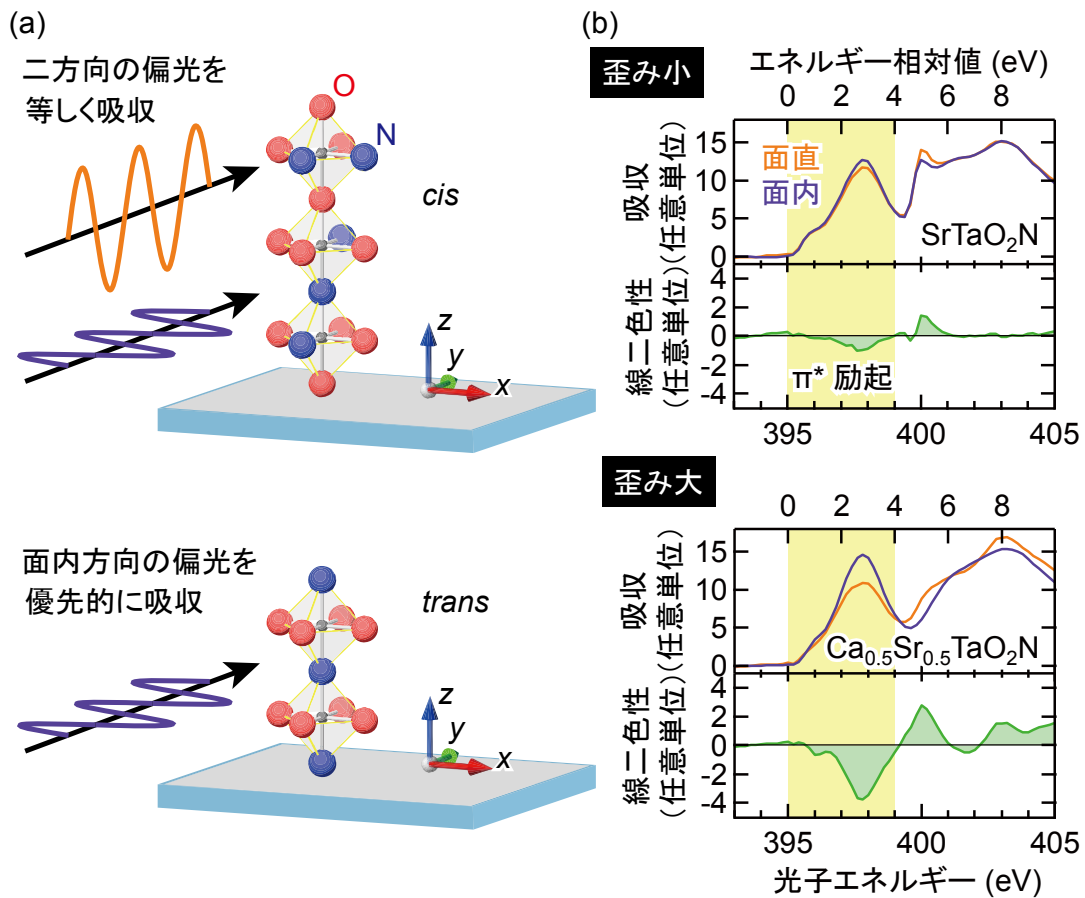 (a)
二方向の偏光を
等しく吸収
O
N
cis
z
y
x
面内方向の偏光を
優先的に吸収
trans
z
y
x
(b)
歪み小
エネルギー相対値 (eV)
0 2 4 6 8
吸収
(任意単位)
15
10
5
0
面直
面内
SrTaO₂N
線二色性
(任意単位)
4
2
0
-2
-4
π* 励起
395 400 405
歪み大
0 2 4 6 8
吸収
(任意単位)
15
10
5
0
Ca₀.₅Sr₀.₅TaO₂N
線二色性
(任意単位)
4
2
0
-2
-4
395 400 405
光子エネルギー (eV)